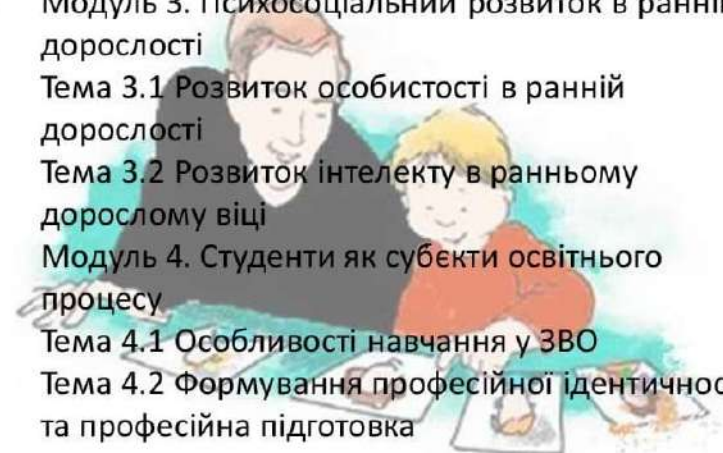 Модуль 3. Психосоціальний розвиток в ранній
дорослості
Тема 3.1 Розвиток особистості в ранній
дорослості
Тема 3.2 Розвиток інтелекту в ранньому
дорослому віці
Модуль 4. Студенти як субєкти освітнього
процесу
Тема 4.1 Особливості навчання у ЗВО
Тема 4.2 Формування професійної ідентичнос
та професійна підготовка